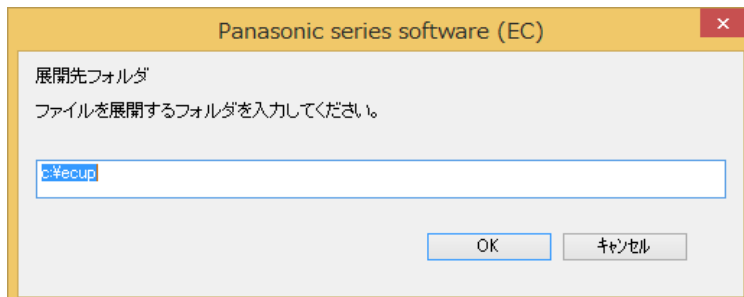 Panasonic series software (EC)
展開先フォルダ
ファイルを展開するフォルダを入力してください。
c:¥ecup
OK
キャンセル